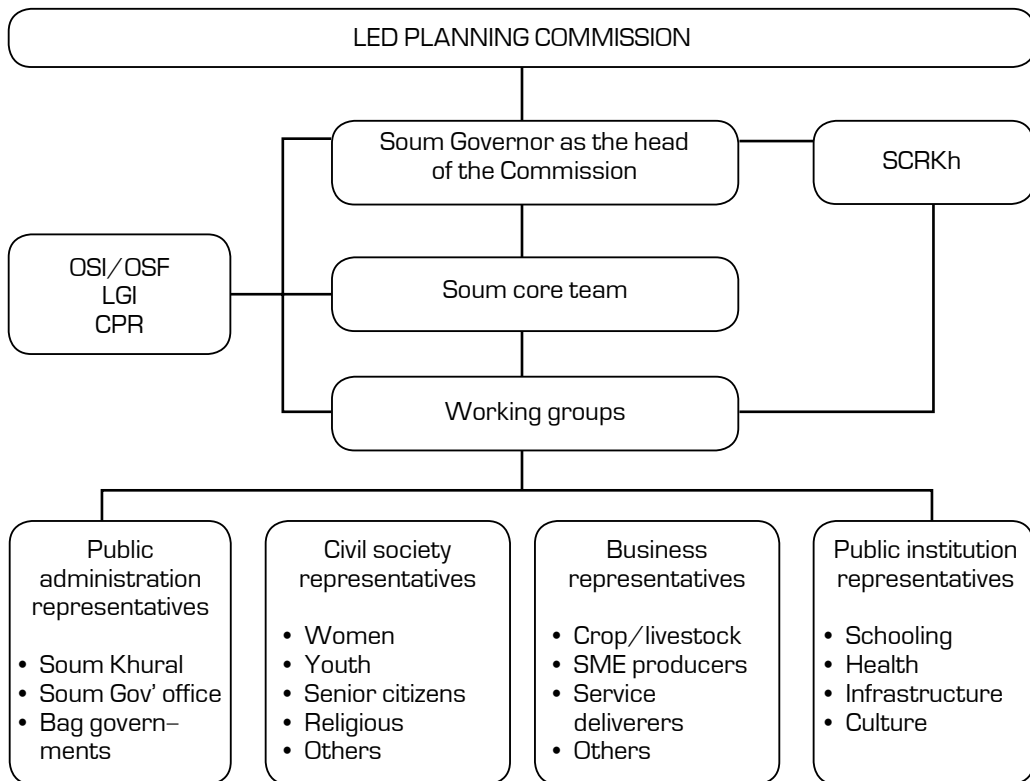 LED PLANNING COMMISSION
Soum Governor as the head
of the Commission
SCRKh
OSI/OSF
LGI
CPR
Soum core team
Working groups
Public
administration
representatives
• Soum Khural
• Soum Gov' office
• Bag govern–
ments
Civil society
representatives
• Women
• Youth
• Senior citizens
• Religious
• Others
Business
representatives
• Crop/livestock
• SME producers
• Service
deliverers
• Others
Public institution
representatives
• Schooling
• Health
• Infrastructure
• Culture